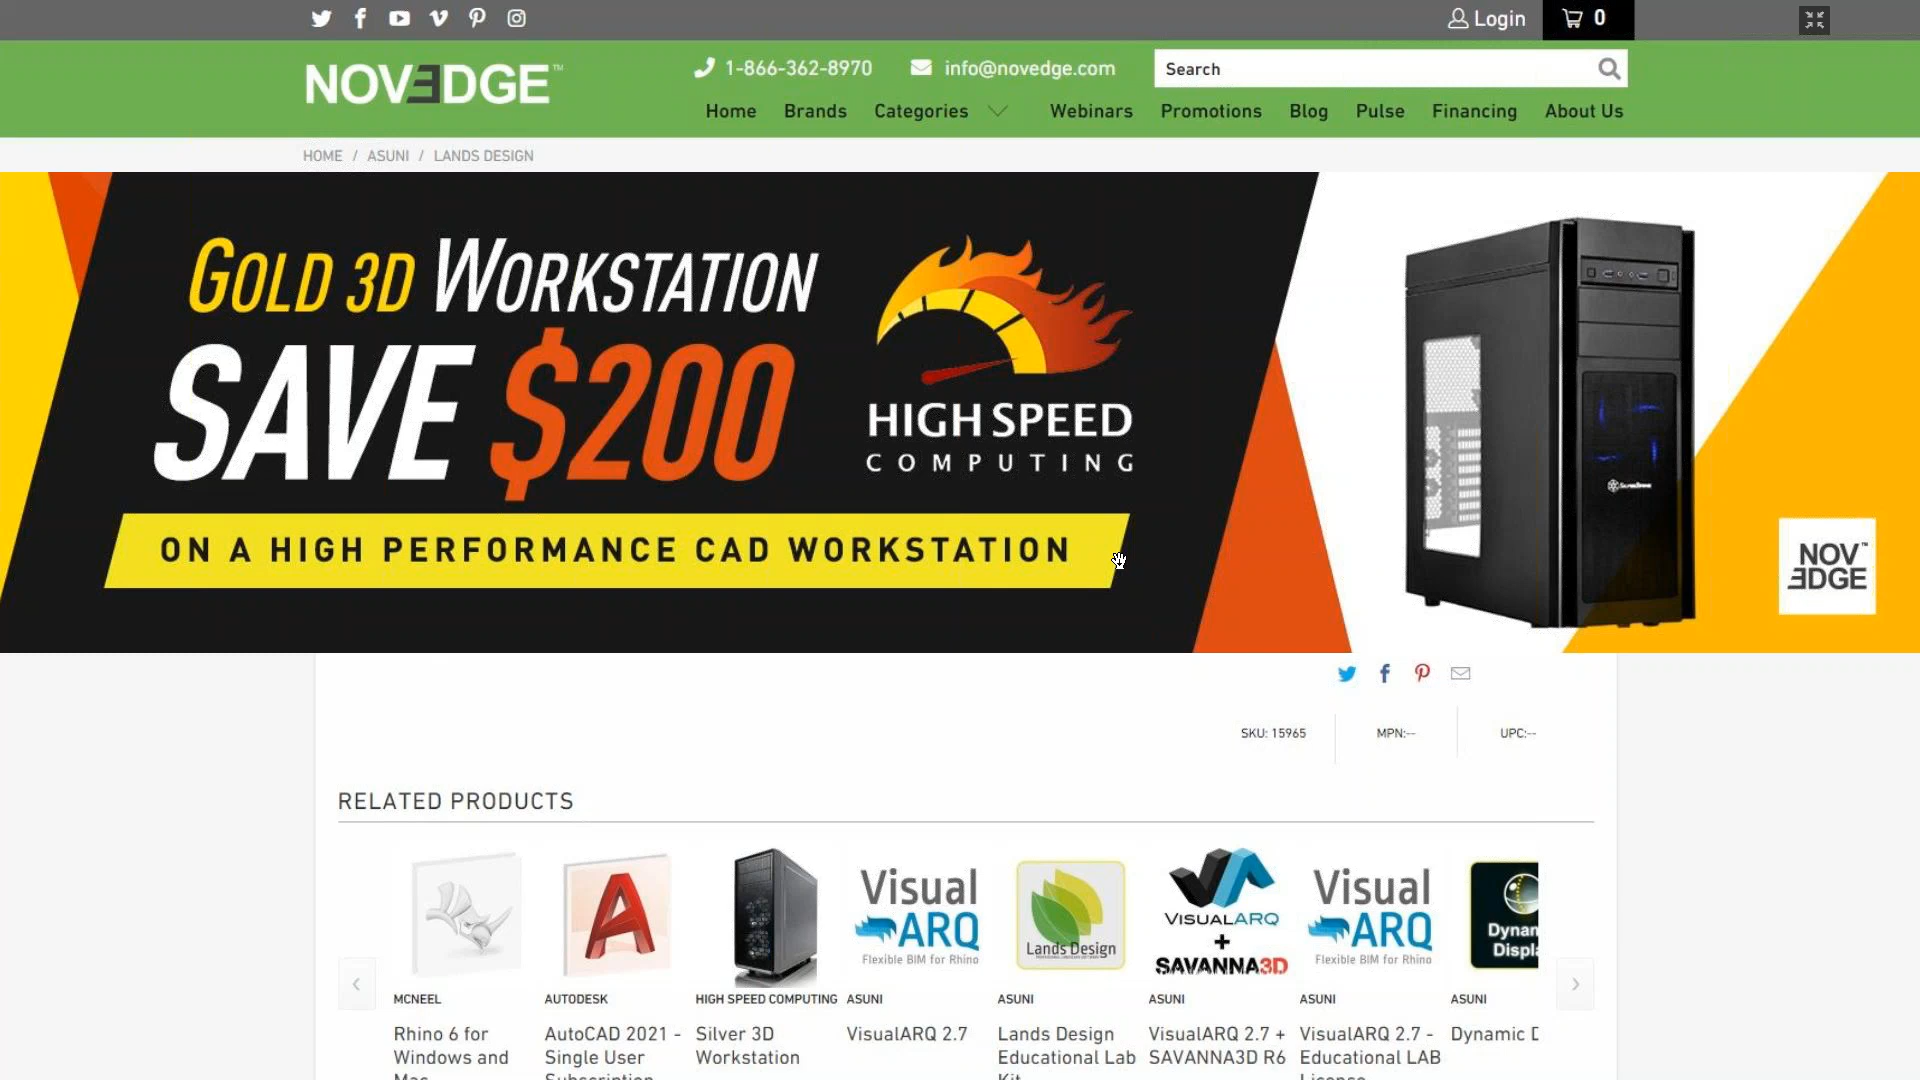 Login
0
NOVEDGE™
1-866-362-8970
info@novedge.com
Search
Home
Brands
Categories
Webinars
Promotions
Blog
Pulse
Financing
About Us
HOME / ASUNI / LANDS DESIGN
GOLD 3D WORKSTATION
SAVE $200
ON A HIGH PERFORMANCE CAD WORKSTATION
HIGH SPEED
COMPUTING
SilverStone
NOV™
EDGE
SKU: 15965
MPN:--
UPC:--
RELATED PRODUCTS
MCNEEL
Rhino 6 for
Windows and
Mac
A
AUTODESK
AutoCAD 2021 -
Single User
Subscription
HIGH SPEED COMPUTING
Silver 3D
Workstation
Visual
ARQ
Flexible BIM for Rhino
ASUNI
VisualARQ 2.7
Lands Design
ASUNI
Lands Design
Educational Lab
Kit
VISUALARQ
+
SAVANNA3D
ASUNI
VisualARQ 2.7 +
SAVANNA3D R6
Visual
ARQ
Flexible BIM for Rhino
ASUNI
VisualARQ 2.7 -
Educational LAB
License
Dynam
Displa
ASUNI
Dynamic D